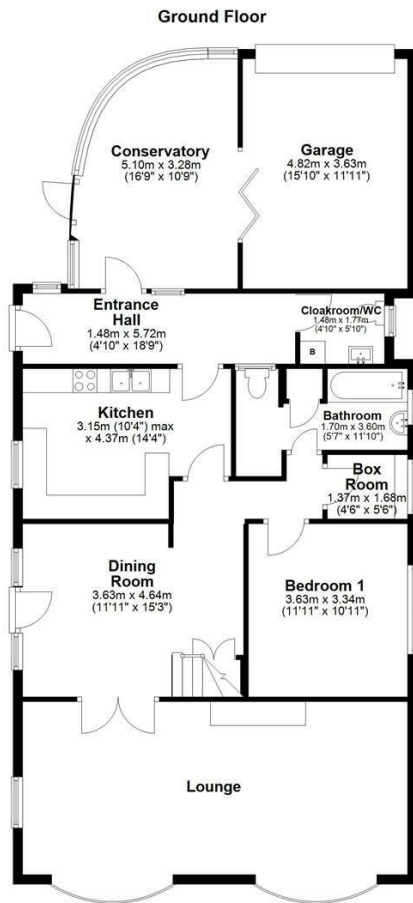 Ground Floor
Conservatory
5.10m x 3.28m
(16'9" x 10'9")
Garage
4.82m x 3.63m
(15'10" x 11'11")
Entrance
Hall
1.48m x 5.72m
(4'10" x 18'9")
Cloakroom/WC
1.48m x 1.77m
(4'10" x 5'10")
B
Kitchen
3.15m (10'4") max
x 4.37m (14'4")
Bathroom
1.70m x 3.60m
(5'7" x 11'10")
Box
Room
1.37m x 1.68m
(4'6" x 5'6")
Dining
Room
3.63m x 4.64m
(11'11" x 15'3")
Bedroom 1
3.63m x 3.34m
(11'11" x 10'11")
Lounge